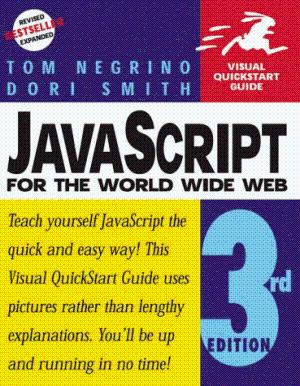 REVISED
BESTSELLER
EXPANDED
TOM NEGRINO
DORI SMITH
VISUAL
QUICKSTART
GUIDE
JAVASCRIPT
FOR THE WORLD WIDE WEB
Teach yourself JavaScript the
quick and easy way! This
Visual QuickStart Guide uses
pictures rather than lengthy
explanations. You'll be up
and running in no time!
3rd
EDITION